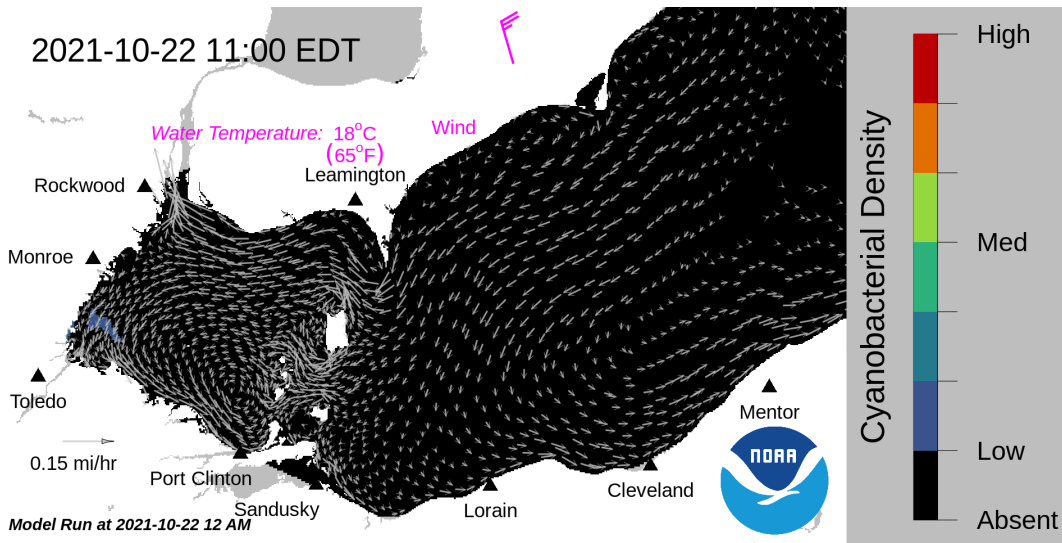 2021-10-22 11:00 EDT
Water Temperature: 18°C
(65°F)
Wind
Leamington
Rockwood
Monroe
Toledo
0.15 mi/hr
Port Clinton
Sandusky
Lorain
Cleveland
Mentor
NOAA
Model Run at 2021-10-22 12 AM
Cyanobacterial Density
High
Med
Low
Absent